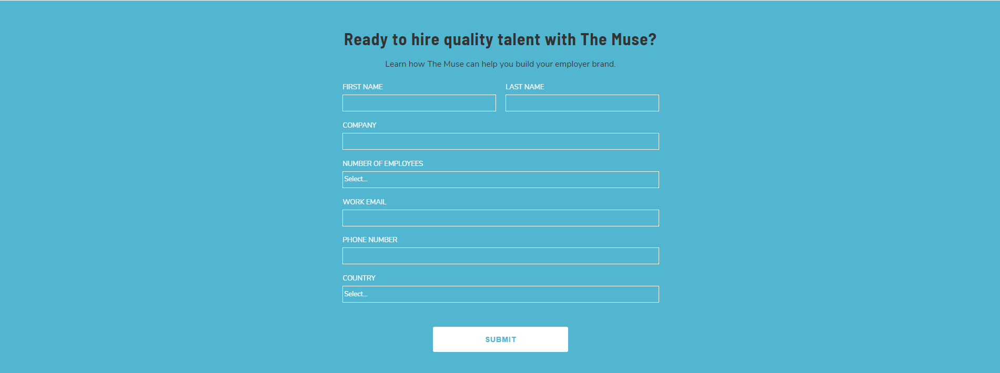 Ready to hire quality talent with The Muse?
Learn how The Muse can help you build your employer brand.
FIRST NAME LAST NAME
COMPANY
NUMBER OF EMPLOYEES
Select...
WORK EMAIL
PHONE NUMBER
COUNTRY
Select...
SUBMIT